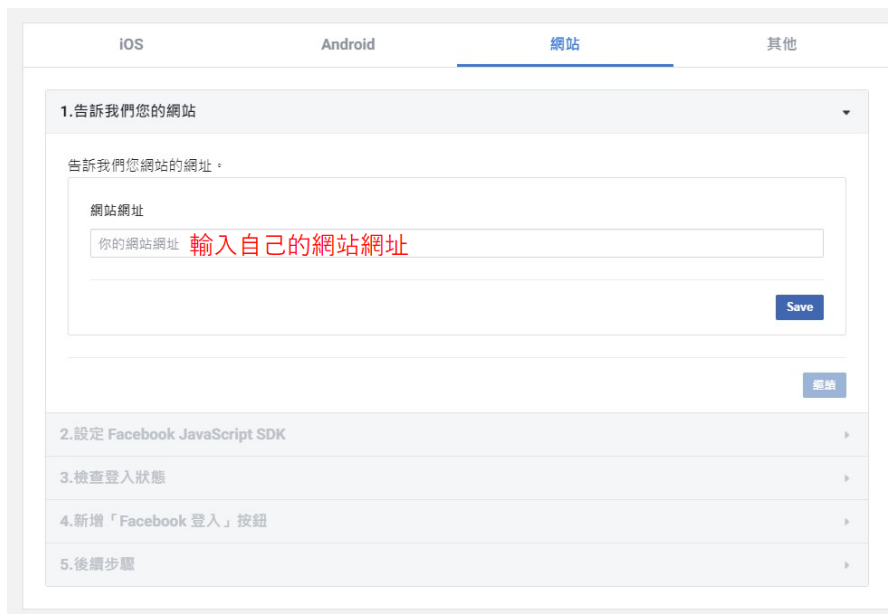 iOS
Android
網站
其他
1.告訴我們您的網站
告訴我們您網站的網址。
網站網址
你的網站網址 輸入自己的網站網址
Save
繼續
2.設定 Facebook JavaScript SDK
3.檢查登入狀態
4.新增「Facebook 登入」按鈕
5.後續步驟